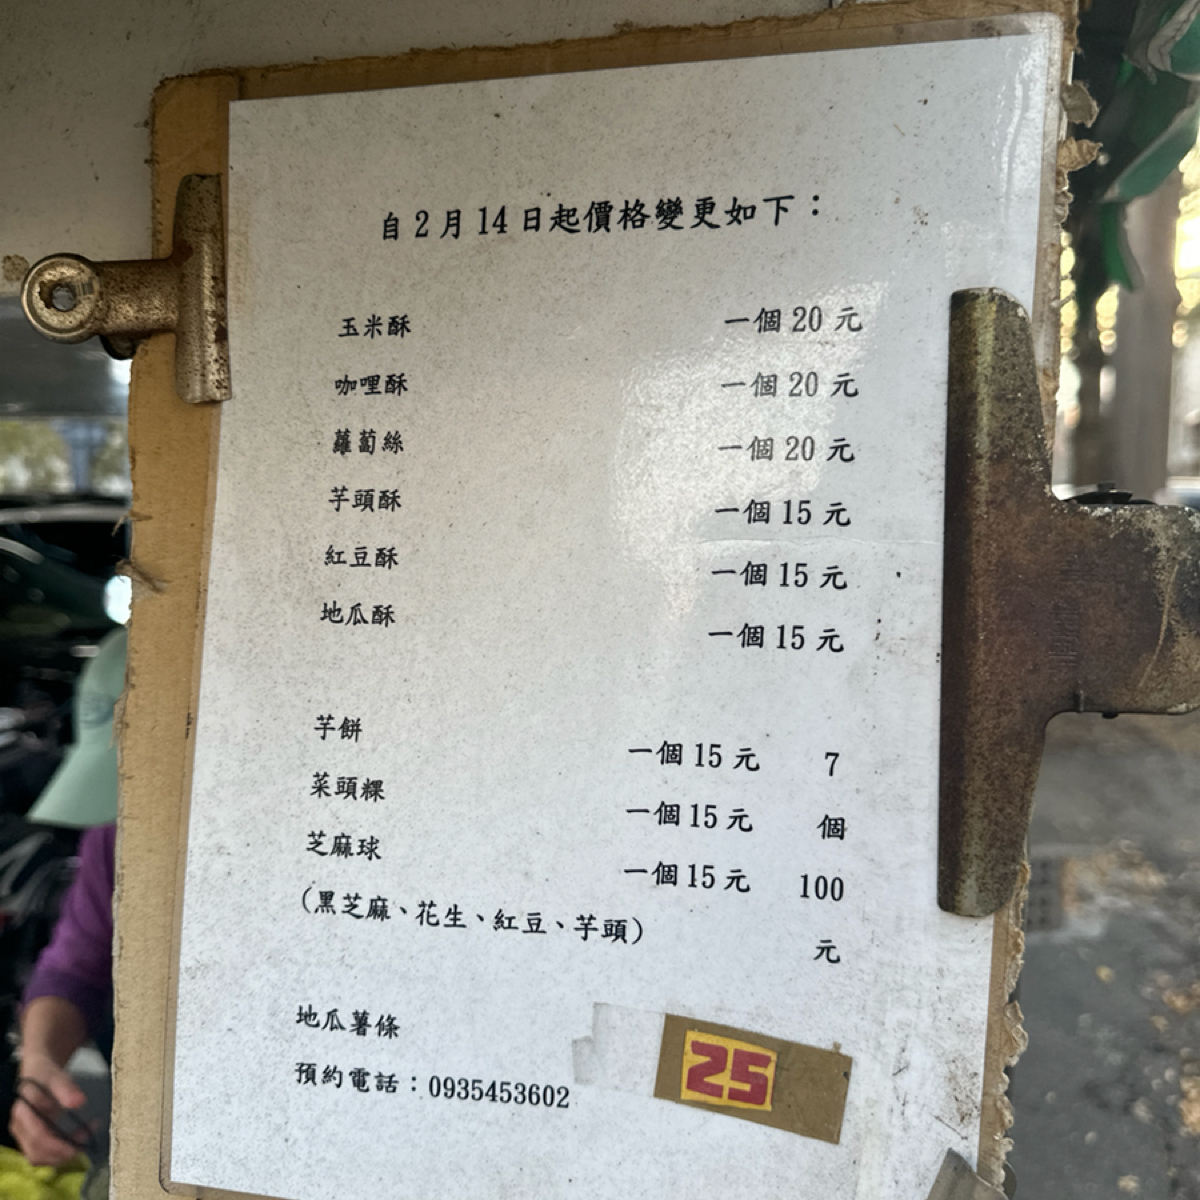 自2月14日起價格變更如下：
玉米酥 一個20元
咖哩酥 一個20元
蘿蔔絲 一個20元
芋頭酥 一個15元
紅豆酥 一個15元
地瓜酥 一個15元
芋餅 一個15元 7
菜頭粿 一個15元 個
芝麻球 一個15元 100
（黑芝麻、花生、紅豆、芋頭） 元
地瓜薯條 25
預約電話：0935453602